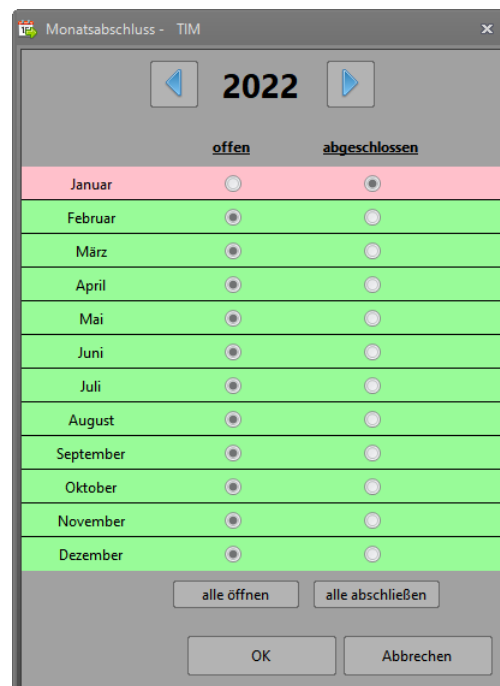 Monatsabschluss - TIM
2022
offen abgeschlossen
Januar
Februar
März
April
Mai
Juni
Juli
August
September
Oktober
November
Dezember
alle öffnen alle abschließen
OK Abbrechen